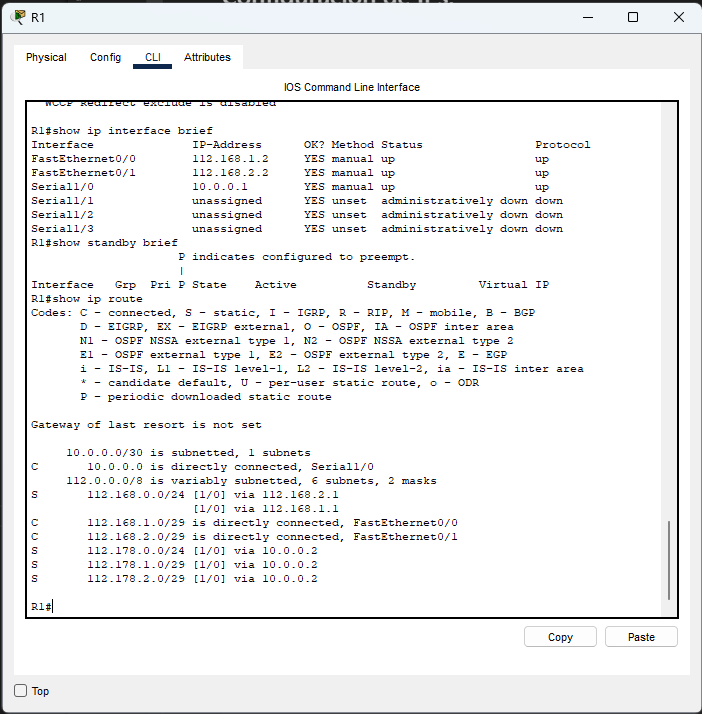 R1
Physical Config CLI Attributes
IOS Command Line Interface
WCCP Redirect exclude is disabled
R1#show ip interface brief
Interface IP-Address OK? Method Status Protocol
FastEthernet0/0 112.168.1.2 YES manual up up
FastEthernet0/1 112.168.2.2 YES manual up up
Serial1/0 10.0.0.1 YES manual up up
Serial1/1 unassigned YES unset administratively down down
Serial1/2 unassigned YES unset administratively down down
Serial1/3 unassigned YES unset administratively down down
R1#show standby brief
P indicates configured to preempt.
|
Interface Grp Pri P State Active Standby Virtual IP
R1#show ip route
Codes: C - connected, S - static, I - IGRP, R - RIP, M - mobile, B - BGP
D - EIGRP, EX - EIGRP external, O - OSPF, IA - OSPF inter area
N1 - OSPF NSSA external type 1, N2 - OSPF NSSA external type 2
E1 - OSPF external type 1, E2 - OSPF external type 2, E - EGP
i - IS-IS, L1 - IS-IS level-1, L2 - IS-IS level-2, ia - IS-IS inter area
* - candidate default, U - per-user static route, o - ODR
P - periodic downloaded static route
Gateway of last resort is not set
10.0.0.0/30 is subnetted, 1 subnets
C 10.0.0.0 is directly connected, Serial1/0
112.0.0.0/8 is variably subnetted, 6 subnets, 2 masks
S 112.168.0.0/24 [1/0] via 112.168.2.1
[1/0] via 112.168.1.1
C 112.168.1.0/29 is directly connected, FastEthernet0/0
C 112.168.2.0/29 is directly connected, FastEthernet0/1
S 112.178.0.0/24 [1/0] via 10.0.0.2
S 112.178.1.0/29 [1/0] via 10.0.0.2
S 112.178.2.0/29 [1/0] via 10.0.0.2
R1#
Copy Paste
Top